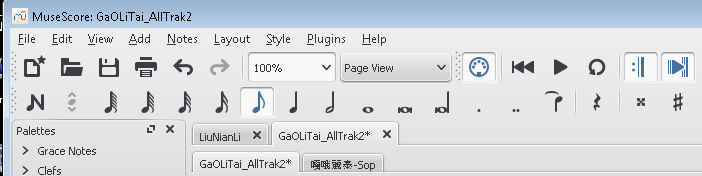 MuseScore: GaOLiTai_AllTrak2
File Edit View Add Notes Layout Style Plugins Help
100% Page View
Palettes
LiuNianLi GaOLiTai_AllTrak2*
Grace Notes
GaOLiTai_AllTrak2* 嘎哦麗泰-Sop
Clefs